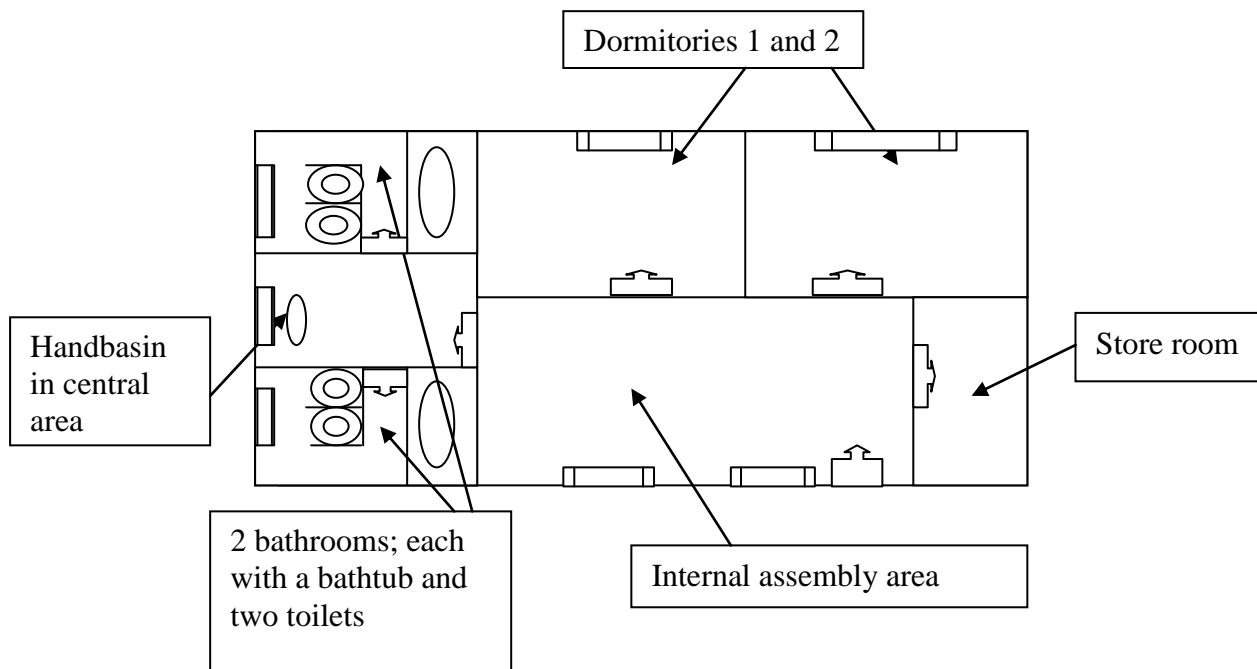 Dormitories 1 and 2
Handbasin
in central
area
Store room
2 bathrooms; each
with a bathtub and
two toilets
Internal assembly area